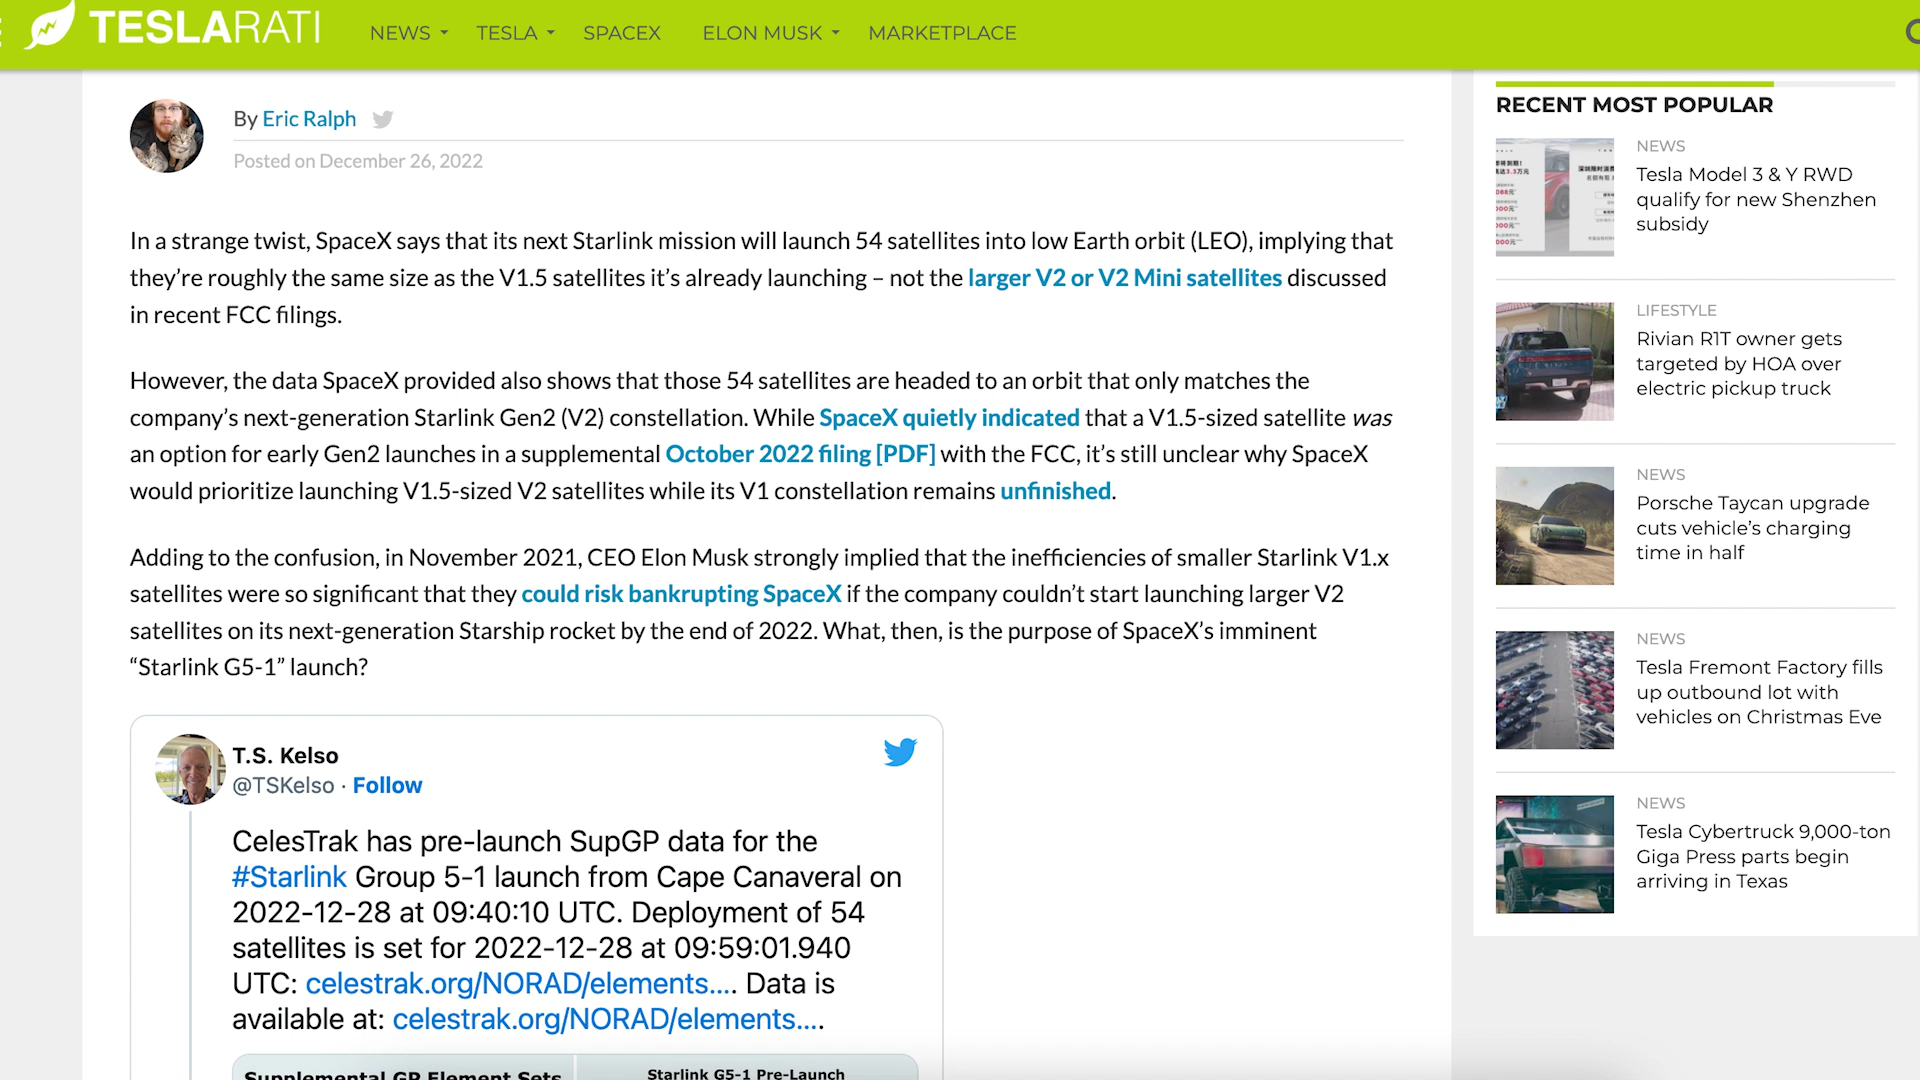 TESLARATI
NEWS
TESLA
SPACEX
ELON MUSK
MARKETPLACE
By Eric Ralph
Posted on December 26, 2022
In a strange twist, SpaceX says that its next Starlink mission will launch 54 satellites into low Earth orbit (LEO), implying that
they’re roughly the same size as the V1.5 satellites it’s already launching – not the larger V2 or V2 Mini satellites discussed
in recent FCC filings.
However, the data SpaceX provided also shows that those 54 satellites are headed to an orbit that only matches the
company’s next-generation Starlink Gen2 (V2) constellation. While SpaceX quietly indicated that a V1.5-sized satellite was
an option for early Gen2 launches in a supplemental October 2022 filing [PDF] with the FCC, it’s still unclear why SpaceX
would prioritize launching V1.5-sized V2 satellites while its V1 constellation remains unfinished.
Adding to the confusion, in November 2021, CEO Elon Musk strongly implied that the inefficiencies of smaller Starlink V1.x
satellites were so significant that they could risk bankrupting SpaceX if the company couldn’t start launching larger V2
satellites on its next-generation Starship rocket by the end of 2022. What, then, is the purpose of SpaceX’s imminent
“Starlink G5-1” launch?
T.S. Kelso
@TSKelso · Follow
CelesTrak has pre-launch SupGP data for the
#Starlink Group 5-1 launch from Cape Canaveral on
2022-12-28 at 09:40:10 UTC. Deployment of 54
satellites is set for 2022-12-28 at 09:59:01.940
UTC: celestrak.org/NORAD/elements.... Data is
available at: celestrak.org/NORAD/elements....
Supplemental GP Element Sets
Starlink G5-1 Pre-Launch
RECENT MOST POPULAR
NEWS
Tesla Model 3 & Y RWD
qualify for new Shenzhen
subsidy
LIFESTYLE
Rivian R1T owner gets
targeted by HOA over
electric pickup truck
NEWS
Porsche Taycan upgrade
cuts vehicle’s charging
time in half
NEWS
Tesla Fremont Factory fills
up outbound lot with
vehicles on Christmas Eve
NEWS
Tesla Cybertruck 9,000-ton
Giga Press parts begin
arriving in Texas